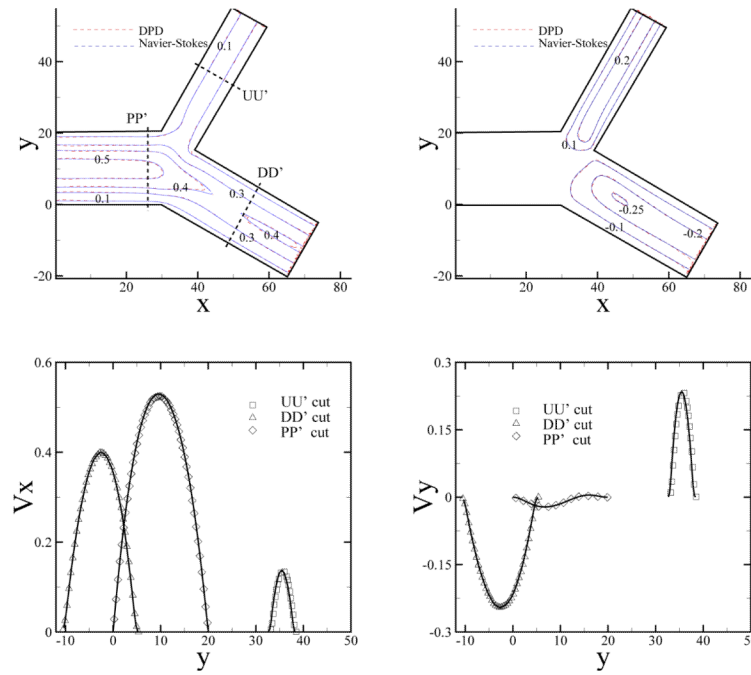 DPD
Navier-Stokes
0.1
UU'
PP'
0.5
0.4
0.1
DD'
0.3
0.3
0.4
y
40
20
0
-20
20
40
60
80
x
DPD
Navier-Stokes
0.2
0.1
-0.25
-0.1
-0.2
y
40
20
0
-20
20
40
60
80
x
Vx
0.6
0.4
0.2
0
UU' cut
DD' cut
PP' cut
-10
0
10
20
30
40
50
y
Vy
0.3
0.15
0
-0.15
-0.3
UU' cut
DD' cut
PP' cut
-10
0
10
20
30
40
50
y